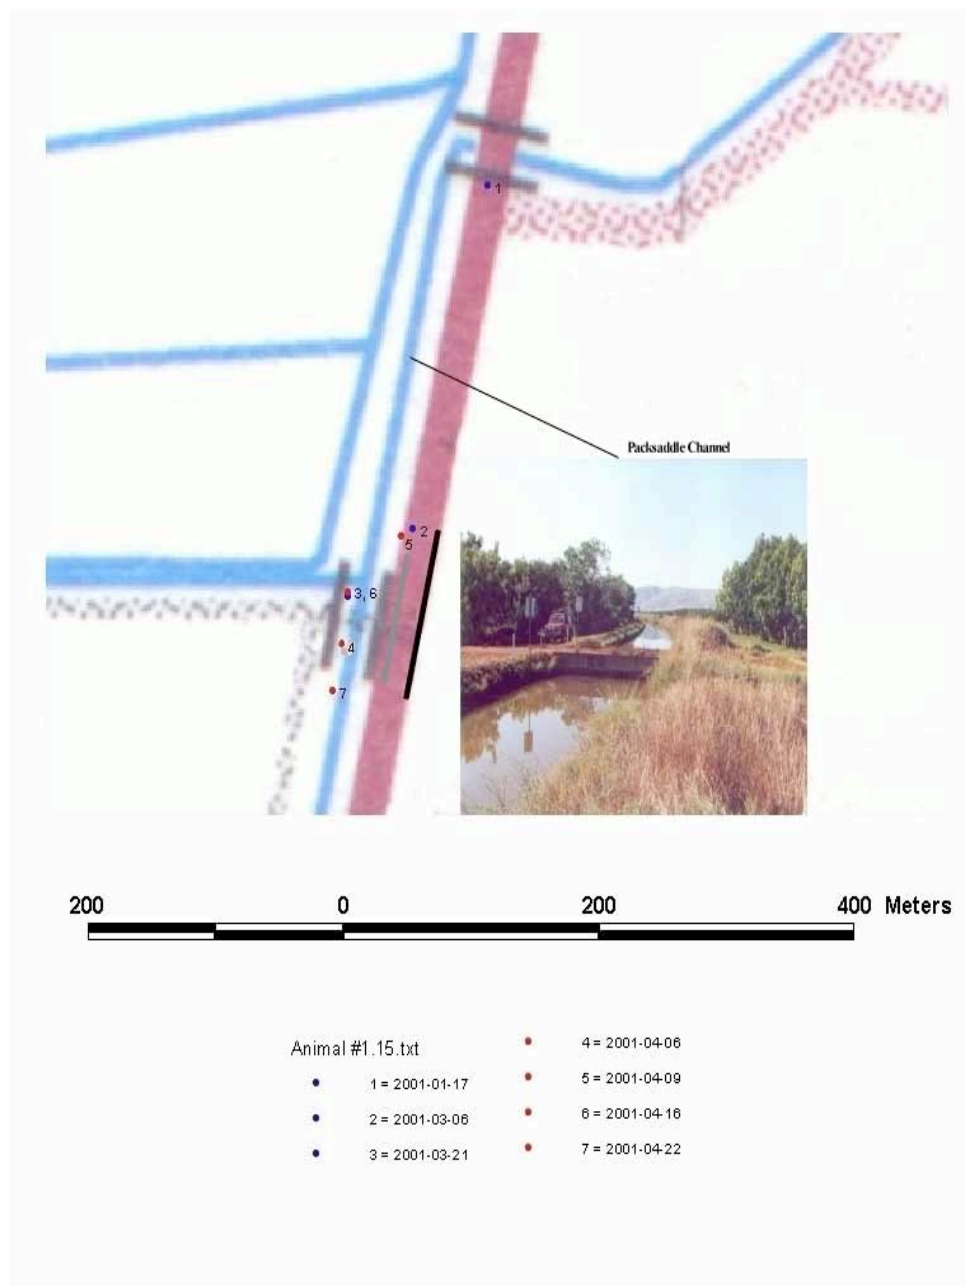 1
Packsaddle Channel
2
5
3, 6
4
7
200 0 200 400 Meters
Animal #1.15.txt
1 = 2001-01-17
2 = 2001-03-06
3 = 2001-03-21
4 = 2001-04-06
5 = 2001-04-09
6 = 2001-04-16
7 = 2001-04-22